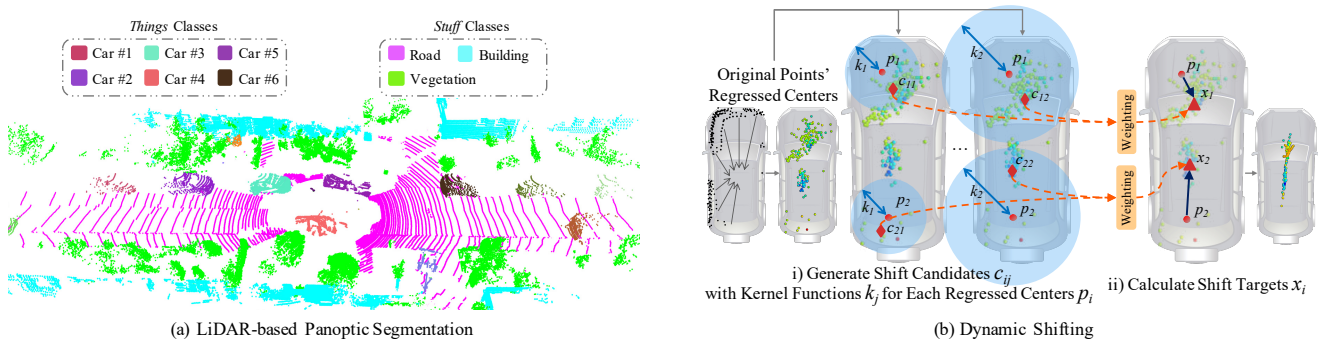 Things Classes
Car #1
Car #3
Car #5
Car #2
Car #4
Car #6
Stuff Classes
Road
Building
Vegetation
(a) LiDAR-based Panoptic Segmentation
Original Points'
Regressed Centers
k1
p1
c11
k2
p1
c12
...
c22
k1
p2
c21
k2
p2
Weighting
Weighting
p1
x1
x2
p2
i) Generate Shift Candidates cij
with Kernel Functions kj for Each Regressed Centers pi
ii) Calculate Shift Targets xi
(b) Dynamic Shifting